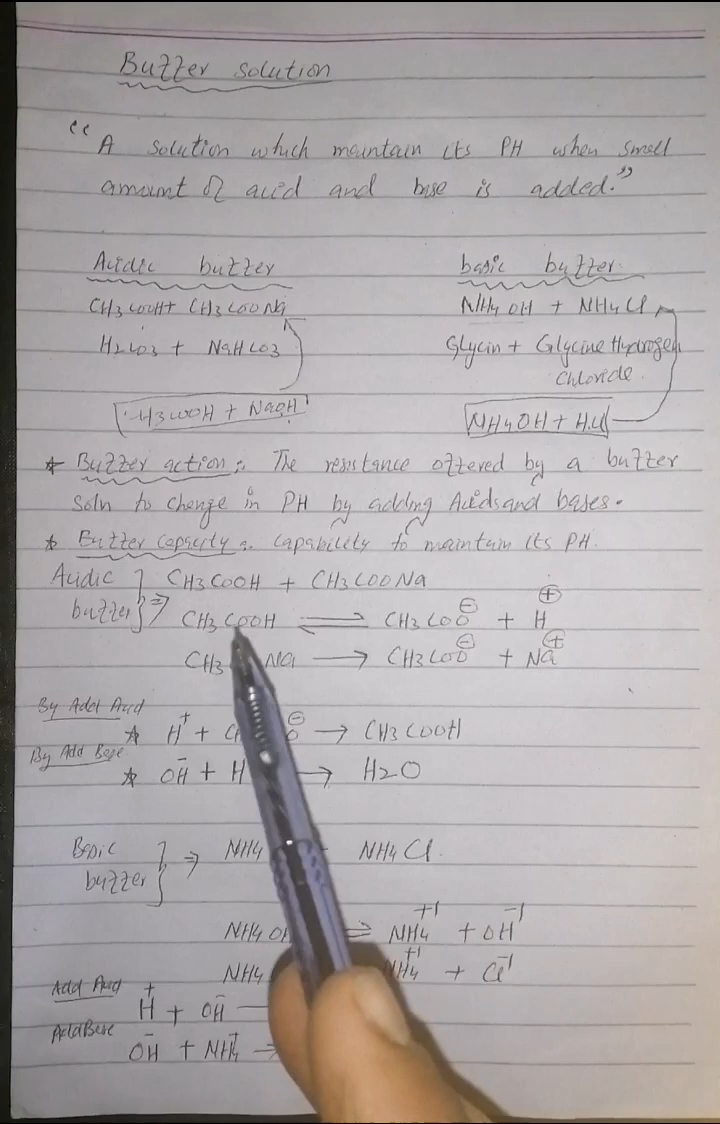 Buffer solution
“A solution which maintain its PH when small
amount of acid and base is added.”
Acidic buffer
CH3COOH + CH3COONa
H2CO3 + NaHCO3
CH3COOH + NaOH
basic buffer.
NH4OH + NH4Cl
Glycin + Glycine Hydrogen
Chloride.
NH4OH + HCl
* Buffer action :. The resistance offered by a buffer
soln to change in PH by adding Acids and bases.
* Buffer capacity :. Capability to maintain its PH.
Acidic buffer } ⇒ CH3COOH + CH3COONa
CH3COOH ⇌ CH3COO⊖ + H⊕
CH3 Na → CH3COO⊖ + Na⊕
By Add Acid
* H+ + C O⊖ → CH3COOH
By Add Base
* OH- + H → H2O
Basic buffer } ⇒ NH4 NH4Cl
NH4OH ⇌ NH4+1 + OH-1
NH4 NH4+1 + Cl-1
Add Acid
H+ + OH- —
Add Base
OH- + NH4+ →